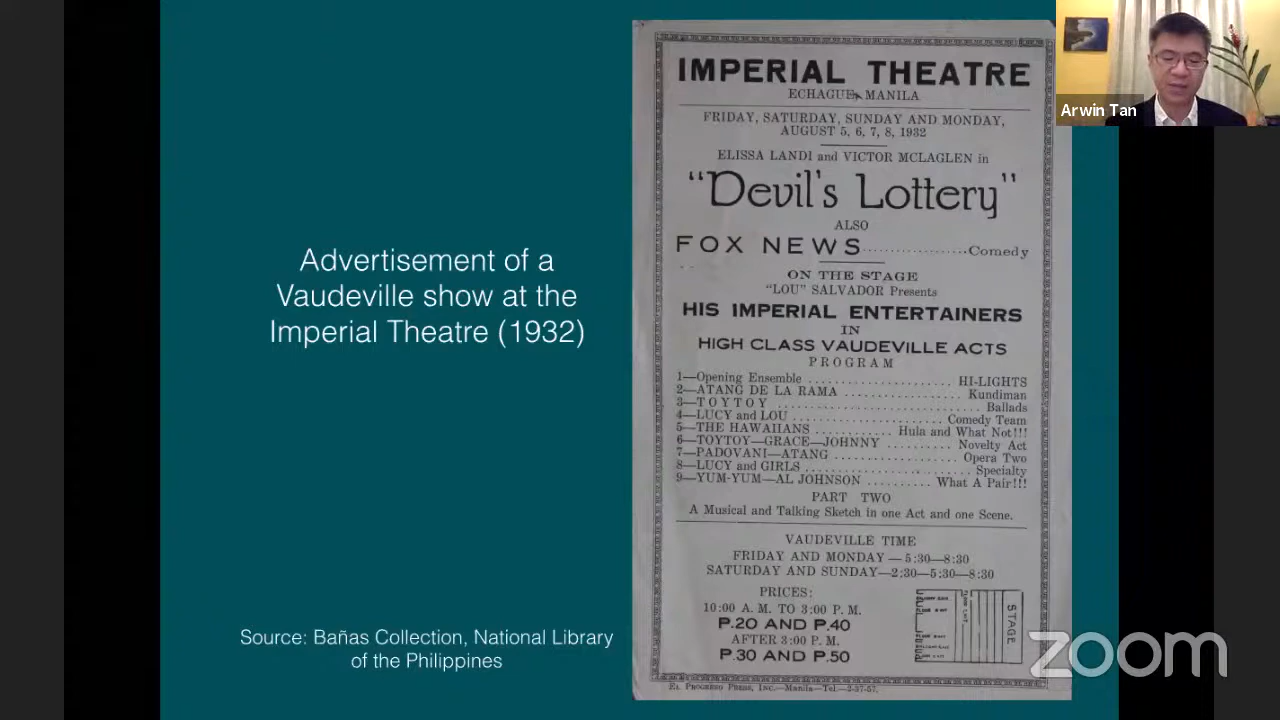 Advertisement of a
Vaudeville show at the
Imperial Theatre (1932)
Source: Bañas Collection, National Library
of the Philippines
IMPERIAL THEATRE
ECHAGUE, MANILA
FRIDAY, SATURDAY, SUNDAY AND MONDAY,
AUGUST 5, 6, 7, 8, 1932
ELISSA LANDI and VICTOR MCLAGLEN in
"Devil's Lottery"
ALSO
FOX NEWS....................Comedy
ON THE STAGE
"LOU" SALVADOR Presents
HIS IMPERIAL ENTERTAINERS
IN
HIGH CLASS VAUDEVILLE ACTS
PROGRAM
1—Opening Ensemble .................... HI-LIGHTS
2—ATANG DE LA RAMA ................ Kundiman
3—TOYTOY .............................. Ballads
4—LUCY and LOU ..................... Comedy Team
5—THE HAWAIIANS ........... Hula and What Not!!!
6—TOYTOY—GRACE—JOHNNY .......... Novelty Act
7—PADOVANI—ATANG ................. Opera Two
8—LUCY and GIRLS ..................... Specialty
9—YUM-YUM—AL JOHNSON .......... What A Pair!!!
PART TWO
A Musical and Talking Sketch in one Act and one Scene.
VAUDEVILLE TIME
FRIDAY AND MONDAY — 5:30—8:30
SATURDAY AND SUNDAY—2:30—5:30—8:30
PRICES:
10:00 A. M. TO 3:00 P. M.
P.20 AND P.40
AFTER 3:00 P. M.
P.30 AND P.50
STAGE
EL PROGRESO PRESS, INC.—Manila—Tel.—2-37-57.
Arwin Tan
zoom